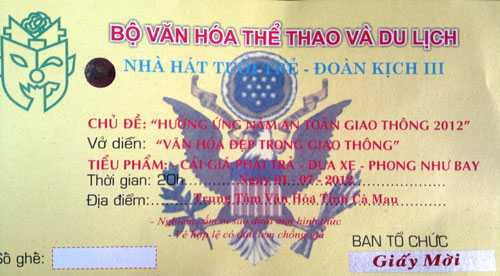 BỘ VĂN HÓA THỂ THAO VÀ DU LỊCH
NHÀ HÁT TUỔI TRẺ - ĐOÀN KỊCH III
CHỦ ĐỀ: “HƯỞNG ỨNG NĂM AN TOÀN GIAO THÔNG 2012”
Vở diễn: “VĂN HÓA ĐẸP TRONG GIAO THÔNG”
TIỂU PHẨM: - CÁI GIÁ PHẢI TRẢ - ĐUA XE - PHONG NHƯ BAY
Thời gian: 20h Ngày 01 - 07 - 2012
Địa điểm: Trung Tâm Văn Hóa Tỉnh Cà Mau
- Nghiêm cấm in sao dưới mọi hình thức
- Vé hợp lệ có dán tem chống giả
Số ghế:
BAN TỔ CHỨC
Giấy Mời